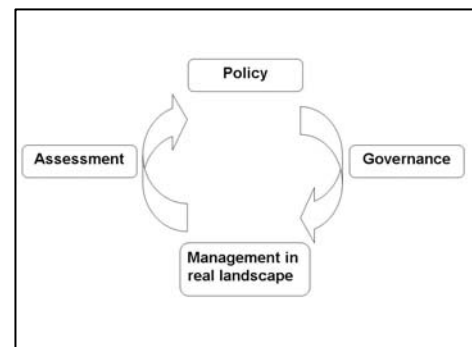 Policy
Assessment
Governance
Management in
real landscape